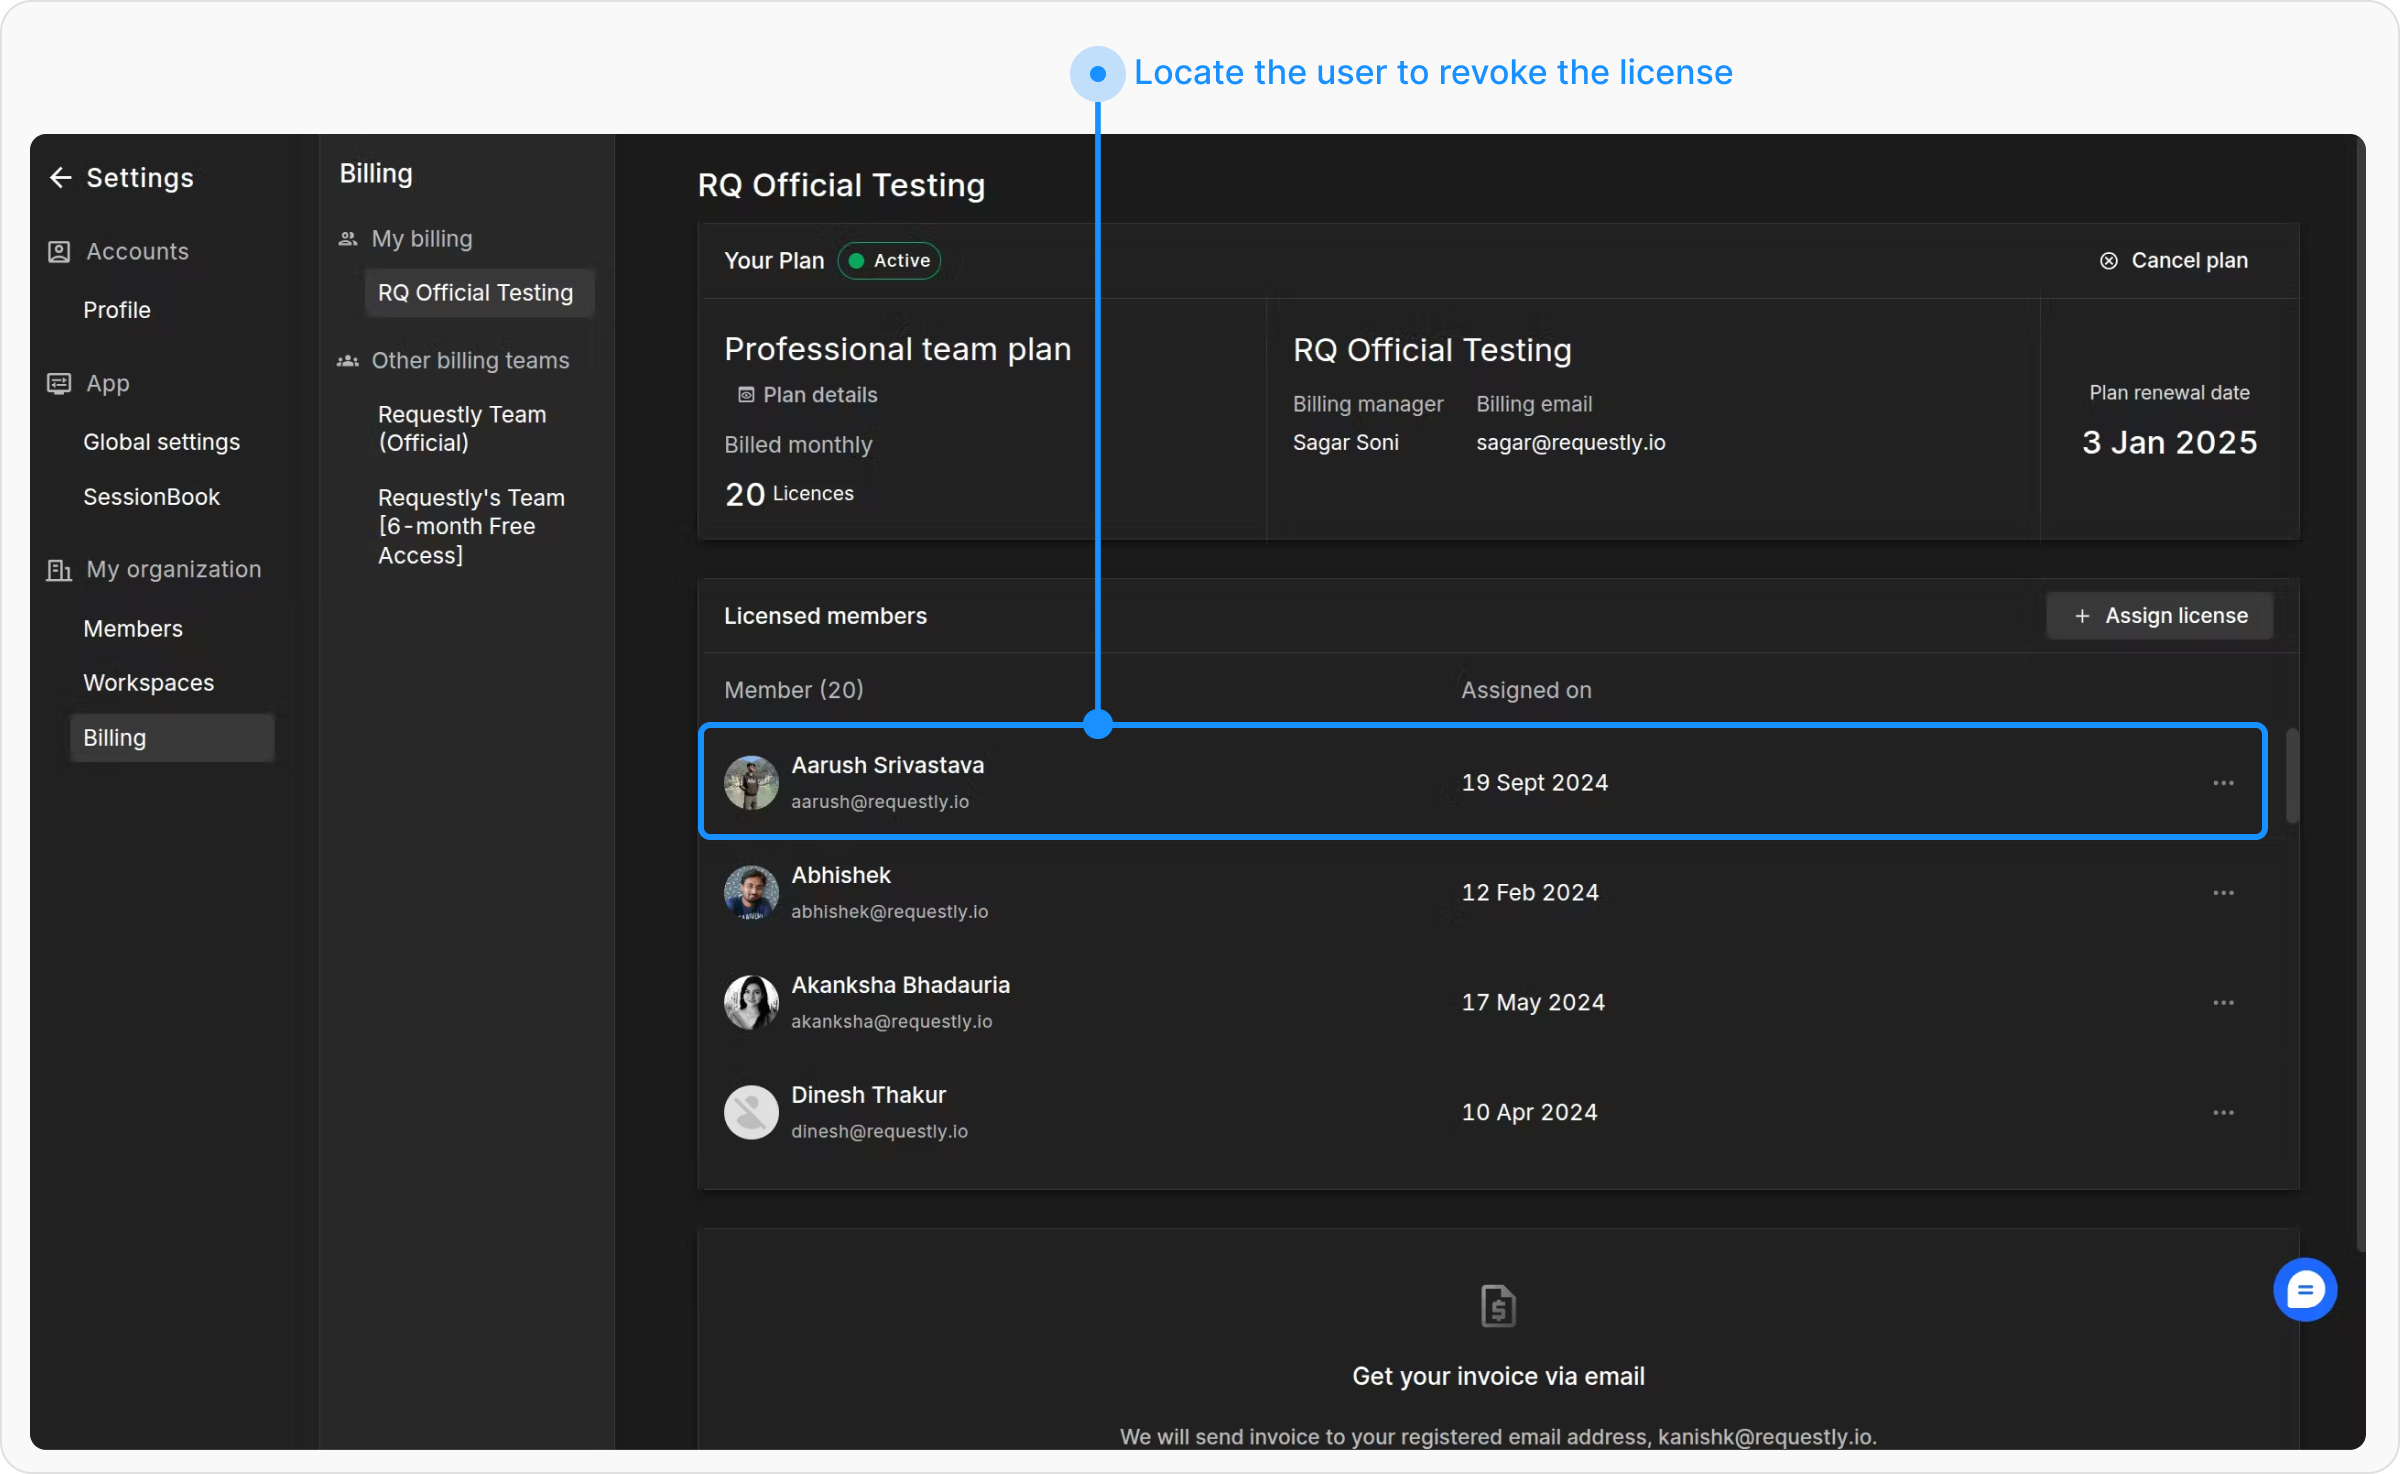 Locate the user to revoke the license
Settings
Accounts
Profile
App
Global settings
SessionBook
My organization
Members
Workspaces
Billing
Billing
My billing
RQ Official Testing
Other billing teams
Requestly Team
(Official)
Requestly's Team
[6-month Free
Access]
RQ Official Testing
Your Plan
Active
Cancel plan
Professional team plan
Plan details
Billed monthly
20 Licences
RQ Official Testing
Billing manager Billing email
Sagar Soni sagar@requestly.io
Plan renewal date
3 Jan 2025
Licensed members
+ Assign license
Member (20) Assigned on
Aarush Srivastava
aarush@requestly.io
19 Sept 2024
Abhishek
abhishek@requestly.io
12 Feb 2024
Akanksha Bhadauria
akanksha@requestly.io
17 May 2024
Dinesh Thakur
dinesh@requestly.io
10 Apr 2024
Get your invoice via email
We will send invoice to your registered email address, kanishk@requestly.io.